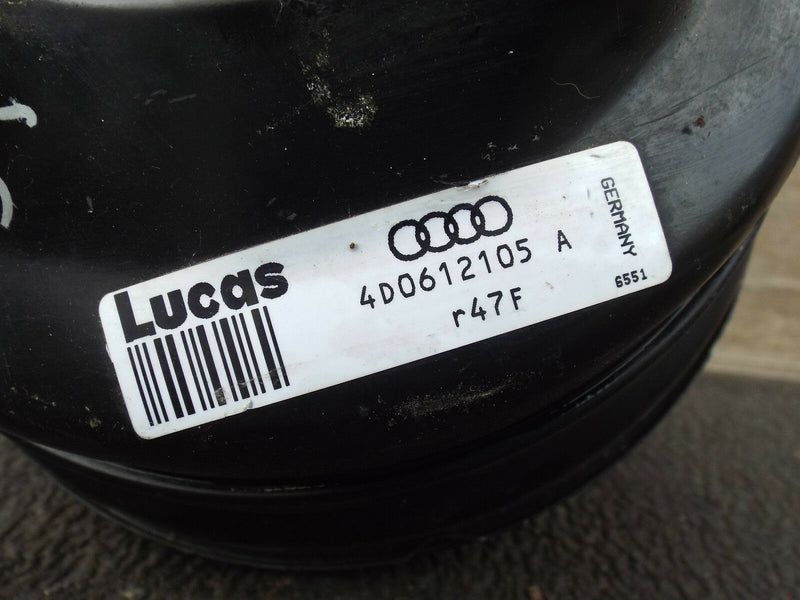 Lucas
4D0612105 A
r47F
GERMANY
6551